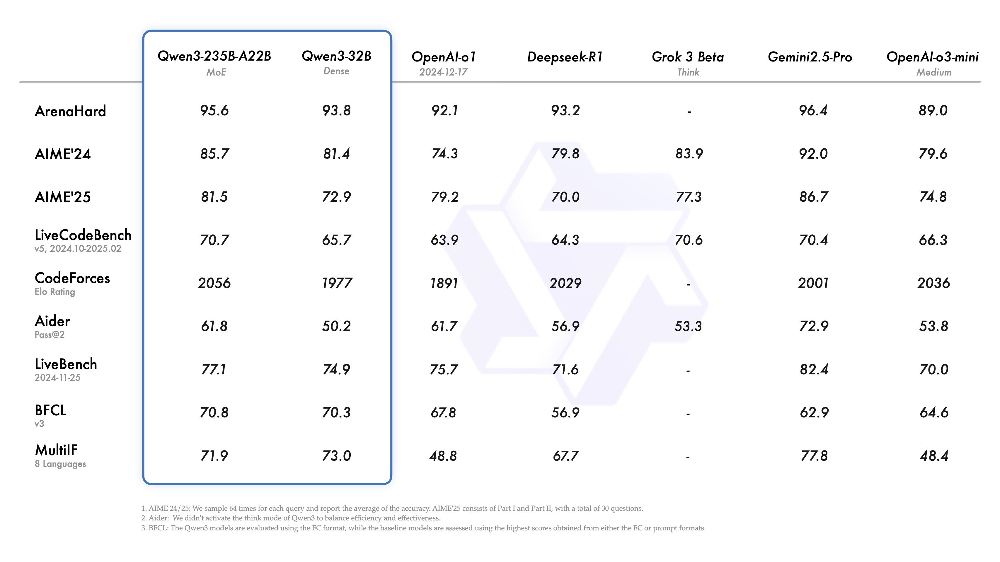 Qwen3-235B-A22B Qwen3-32B OpenAI-o1 Deepseek-R1 Grok 3 Beta Gemini2.5-Pro OpenAI-o3-mini
MoE Dense 2024-12-17 Think Medium
ArenaHard 95.6 93.8 92.1 93.2 - 96.4 89.0
AIME'24 85.7 81.4 74.3 79.8 83.9 92.0 79.6
AIME'25 81.5 72.9 79.2 70.0 77.3 86.7 74.8
LiveCodeBench 70.7 65.7 63.9 64.3 70.6 70.4 66.3
v5, 2024.10-2025.02
CodeForces 2056 1977 1891 2029 - 2001 2036
Elo Rating
Aider 61.8 50.2 61.7 56.9 53.3 72.9 53.8
Pass@2
LiveBench 77.1 74.9 75.7 71.6 - 82.4 70.0
2024-11-25
BFCL 70.8 70.3 67.8 56.9 - 62.9 64.6
v3
MultiIF 71.9 73.0 48.8 67.7 - 77.8 48.4
8 Languages
1. AIME 24/25: We sample 64 times for each query and report the average of the accuracy. AIME'25 consists of Part I and Part II, with a total of 30 questions.
2. Aider: We didn't activate the think mode of Qwen3 to balance efficiency and effectiveness.
3. BFCL: The Qwen3 models are evaluated using the FC format, while the baseline models are assessed using the highest scores obtained from either the FC or prompt formats.